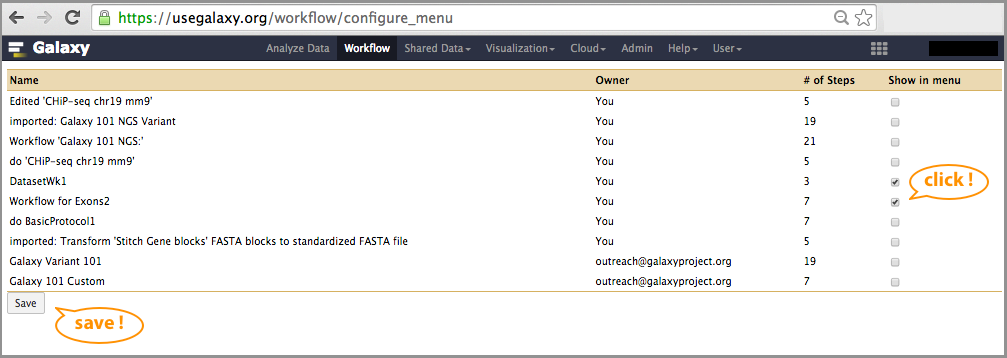 https://usegalaxy.org/workflow/configure_menu
Galaxy Analyze Data Workflow Shared Data Visualization Cloud Admin Help User
Name Owner # of Steps Show in menu
Edited 'CHiP-seq chr19 mm9' You 5
imported: Galaxy 101 NGS Variant You 19
Workflow 'Galaxy 101 NGS:' You 21
do 'CHiP-seq chr19 mm9' You 5
DatasetWk1 You 3
click !
Workflow for Exons2 You 7
do BasicProtocol1 You 7
imported: Transform 'Stitch Gene blocks' FASTA blocks to standardized FASTA file You 5
Galaxy Variant 101 outreach@galaxyproject.org 19
Galaxy 101 Custom outreach@galaxyproject.org 7
Save
save !